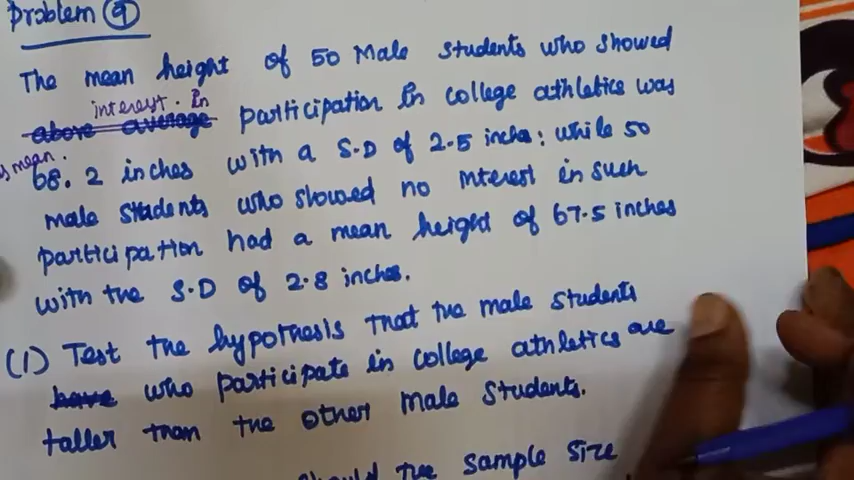 Problem 9
The mean height of 50 Male students who showed
interest. In
above average participation in college athletics was
s mean.
68.2 inches with a S.D of 2.5 inches: while 50
male students who showed no interest in such
participation had a mean height of 67.5 inches
with the S.D of 2.8 inches.
(1) Test the hypothesis that the male students
have who participate in college athletics are
taller than the other male students.
should the sample size